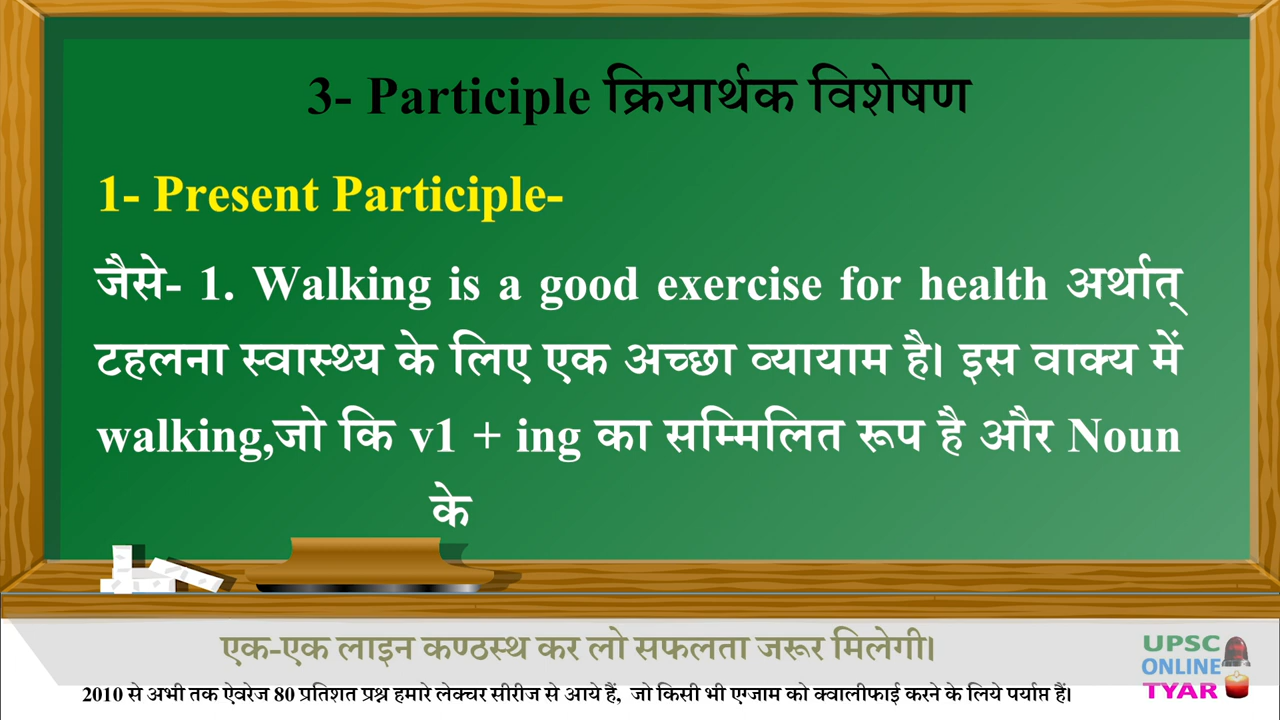 3- Participle क्रियार्थक विशेषण
1- Present Participle-
जैसे- 1. Walking is a good exercise for health अर्थात्
टहलना स्वास्थ्य के लिए एक अच्छा व्यायाम है। इस वाक्य में
walking,जो कि v1 + ing का सम्मिलित रूप है और Noun
के
एक-एक लाइन कण्ठस्थ कर लो सफलता जरूर मिलेगी।
UPSC
ONLINE
TYAR
2010 से अभी तक ऐवरेज 80 प्रतिशत प्रश्न हमारे लेक्चर सीरीज से आये हैं, जो किसी भी एग्जाम को क्वालीफाई करने के लिये पर्याप्त हैं।